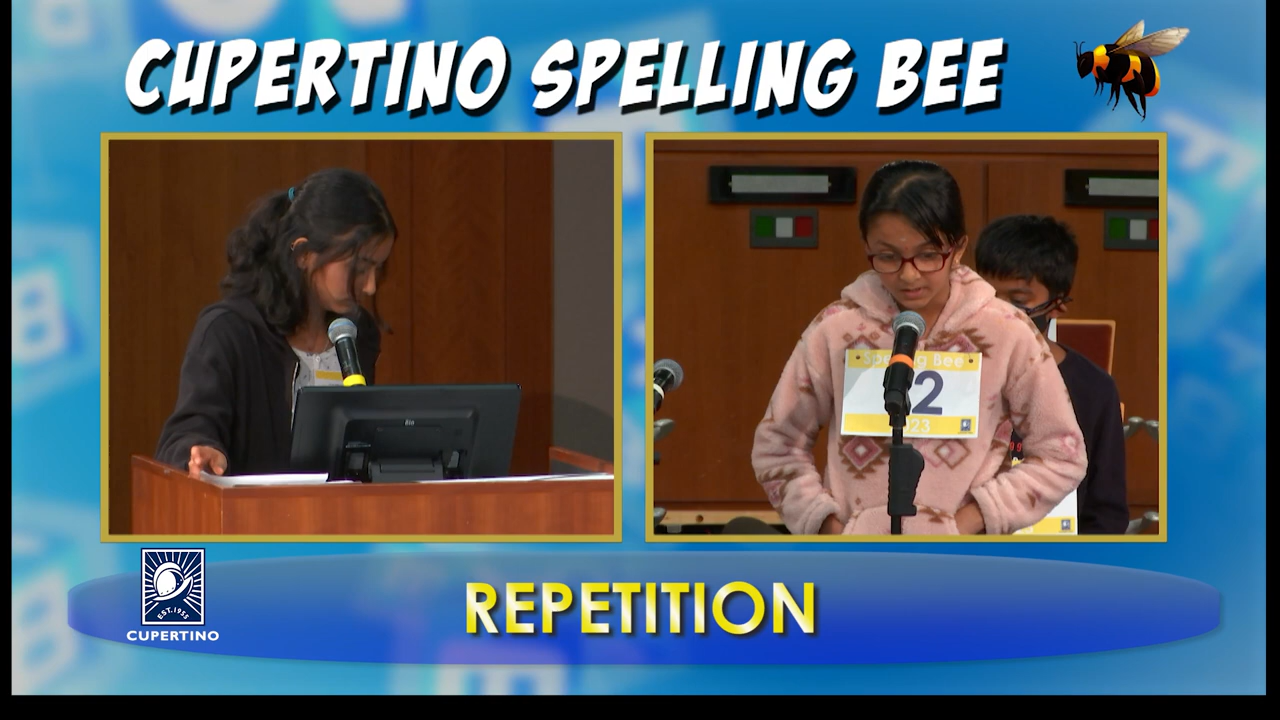 CUPERTINO SPELLING BEE
Spelling Bee
2
23
EST. 1955
CUPERTINO
REPETITION